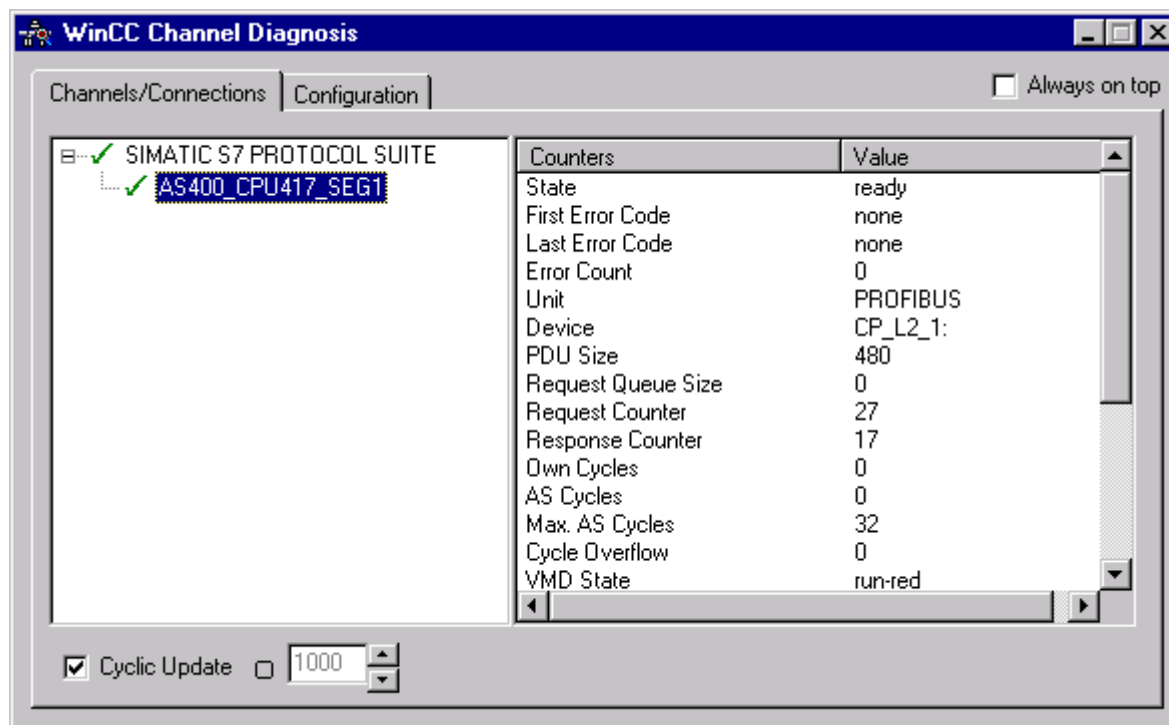 WinCC Channel Diagnosis
Channels/Connections Configuration Always on top
SIMATIC S7 PROTOCOL SUITE
AS400_CPU417_SEG1
Counters Value
State ready
First Error Code none
Last Error Code none
Error Count 0
Unit PROFIBUS
Device CP_L2_1:
PDU Size 480
Request Queue Size 0
Request Counter 27
Response Counter 17
Own Cycles 0
AS Cycles 0
Max. AS Cycles 32
Cycle Overflow 0
VMD State run-red
Cyclic Update 1000